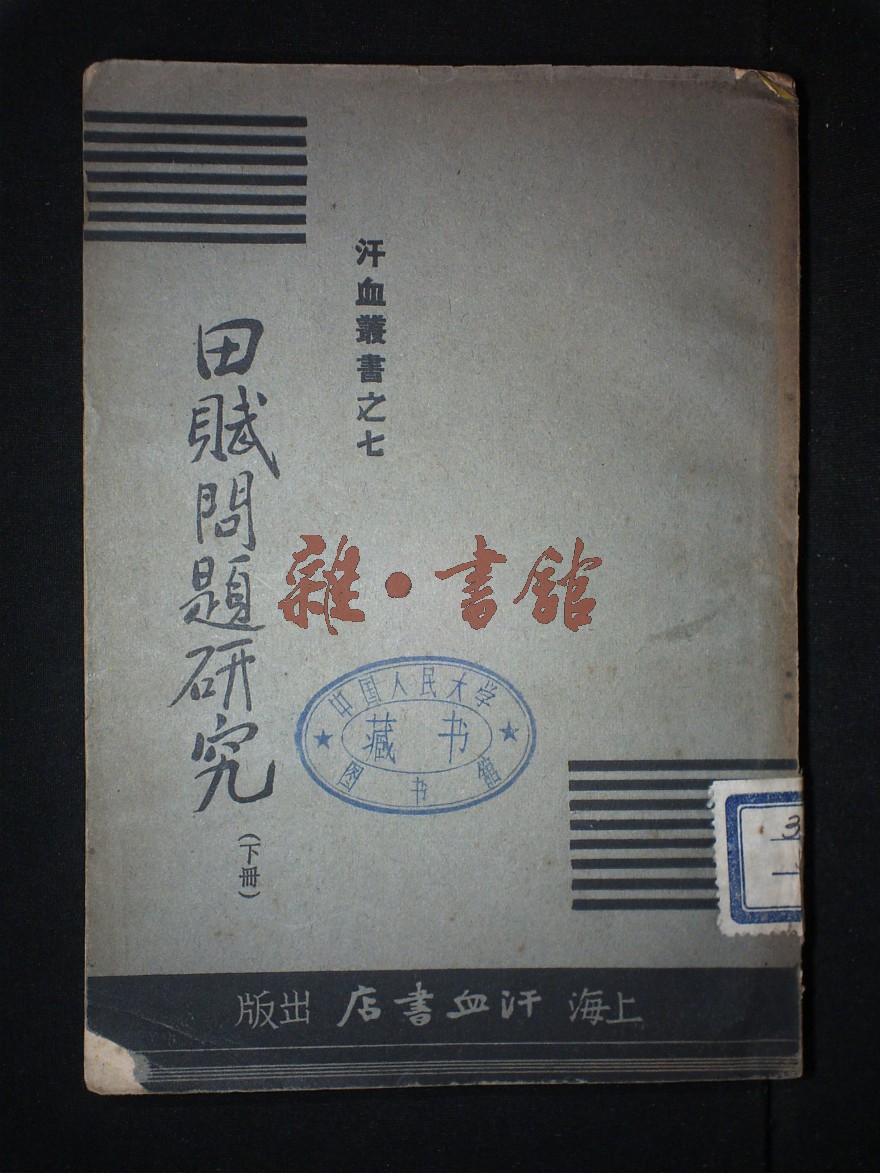 汗血叢書之七
田賦問題研究
（下冊）
雜・書館
中国人民大学
藏书
图书馆
3
上海 汗血書店 出版